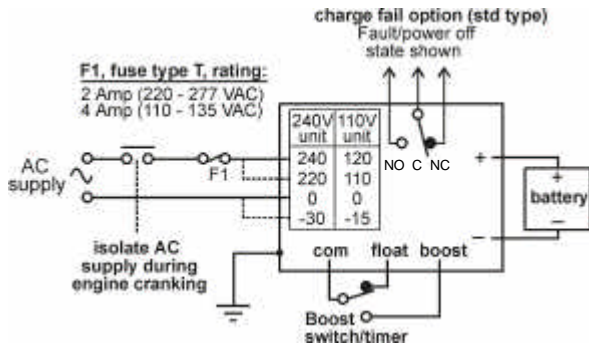 charge fail option (std type)
Fault/power off
state shown
F1, fuse type T, rating:
2 Amp (220 - 277 VAC)
4 Amp (110 - 135 VAC)
240V 110V
unit unit
AC
supply
F1
240 120
220 110
0 0
-30 -15
NO C NC
+
−
+
battery
−
isolate AC
supply during
engine cranking
com float boost
Boost
switch/timer